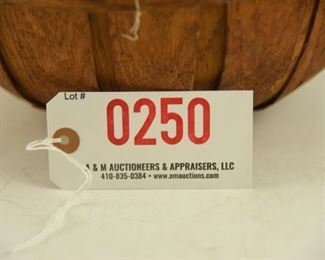 Lot #
0250
A & M AUCTIONEERS & APPRAISERS, LLC
410-835-0384 • www.amauctions.com